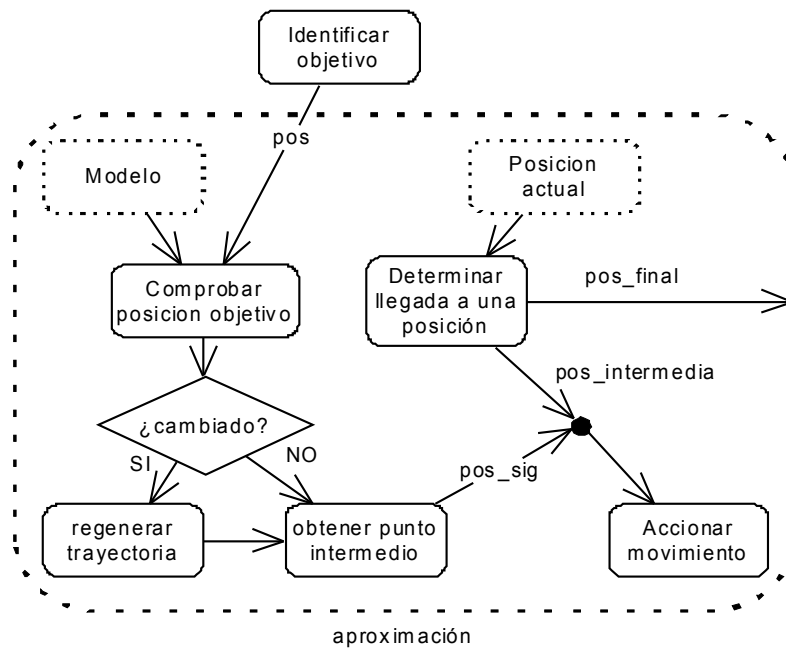 Identificar
objetivo
pos
Modelo
Posicion
actual
Comprobar
posicion objetivo
Determinar
llegada a una
posición
pos_final
pos_intermedia
¿cambiado?
SI
NO
pos_sig
regenerar
trayectoria
obtener punto
intermedio
Accionar
movimiento
aproximación